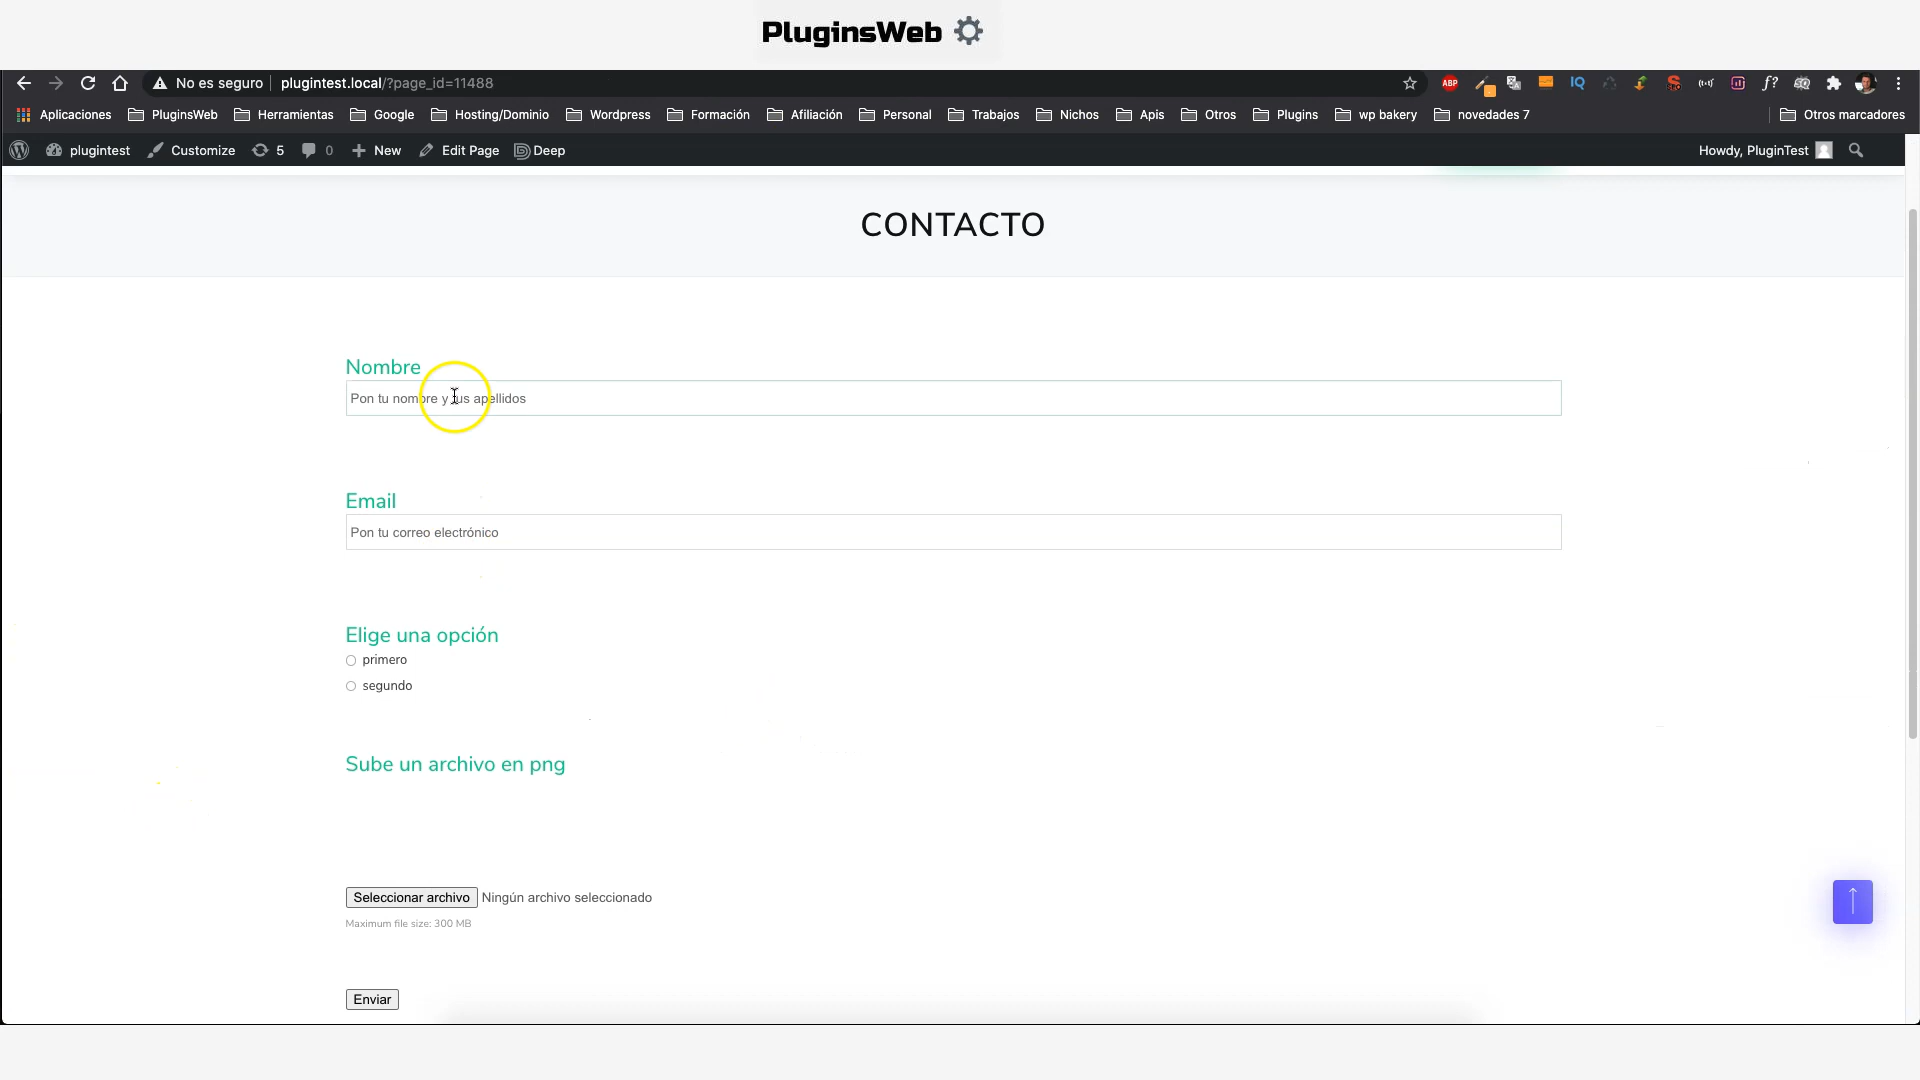 PluginsWeb
No es seguro plugintest.local/?page_id=11488
ABP IQ SEO f?
Aplicaciones PluginsWeb Herramientas Google Hosting/Dominio Wordpress Formación Afiliación Personal Trabajos Nichos Apis Otros Plugins wp bakery novedades 7 Otros marcadores
plugintest Customize 5 0 New Edit Page Deep Howdy, PluginTest
CONTACTO
Nombre
Pon tu nombre y tus apellidos
Email
Pon tu correo electrónico
Elige una opción
primero
segundo
Sube un archivo en png
Seleccionar archivo Ningún archivo seleccionado
Maximum file size: 300 MB
Enviar